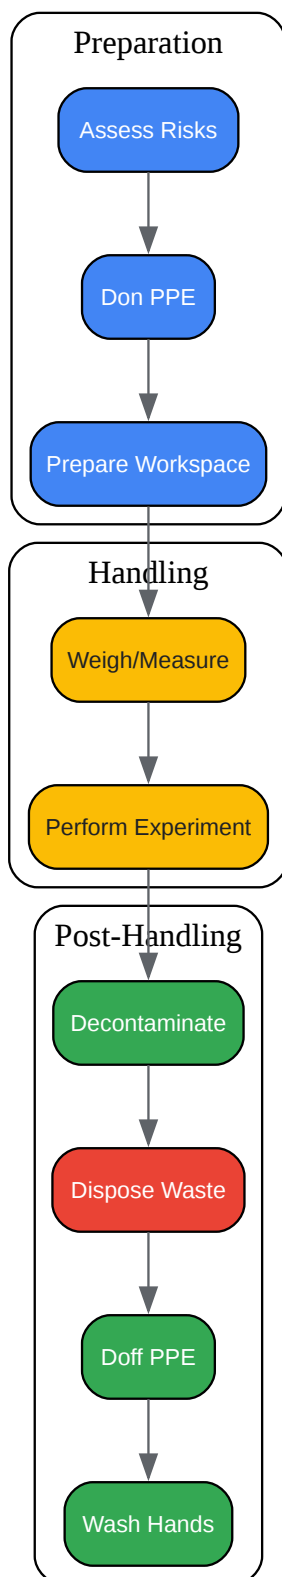 Preparation
Assess Risks
Don PPE
Prepare Workspace
Handling
Weigh/Measure
Perform Experiment
Post-Handling
Decontaminate
Dispose Waste
Doff PPE
Wash Hands